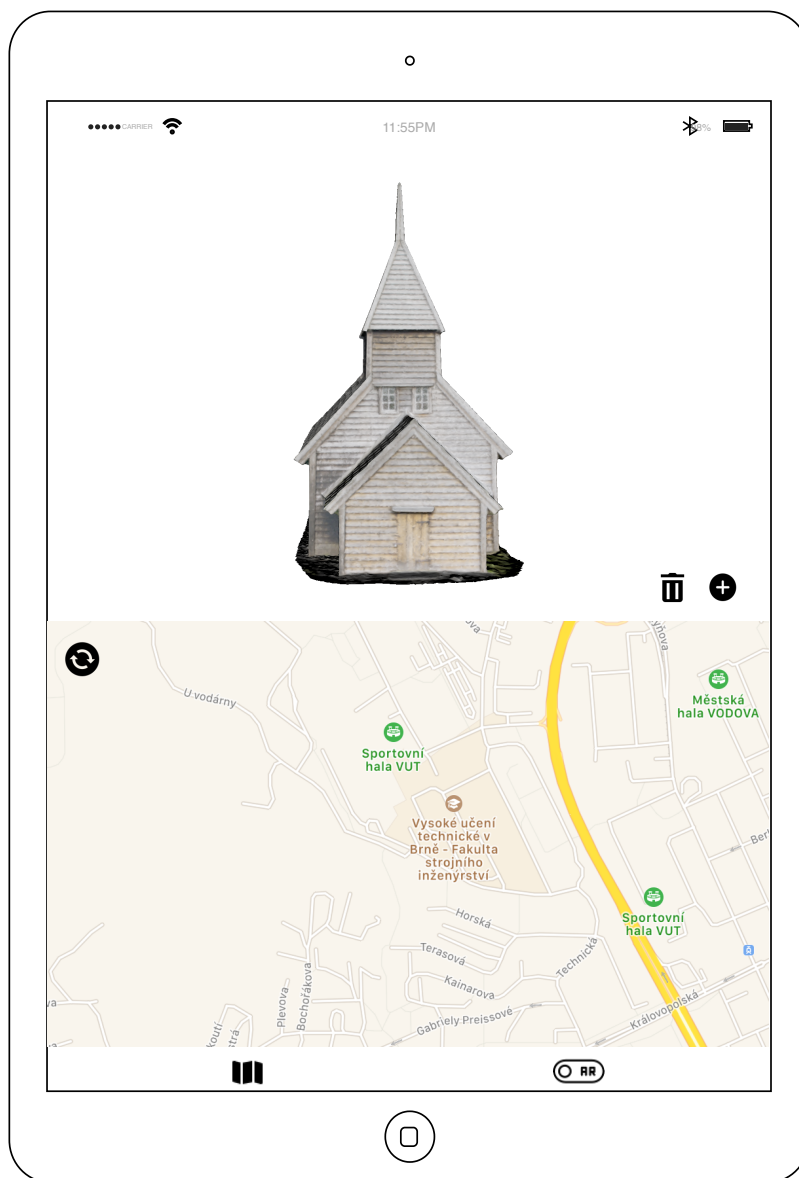 CARRIER
11:55PM
U vodárny
Městská
hala VODOVA
Sportovní
hala VUT
Vysoké učení
technické v
Brně - Fakulta
strojního
inženýrství
Sportovní
hala VUT
Horská
Terasová
Technická
Kainarova
Plevova
Bochořákova
Gabriely Preissové
Královopolská
AR